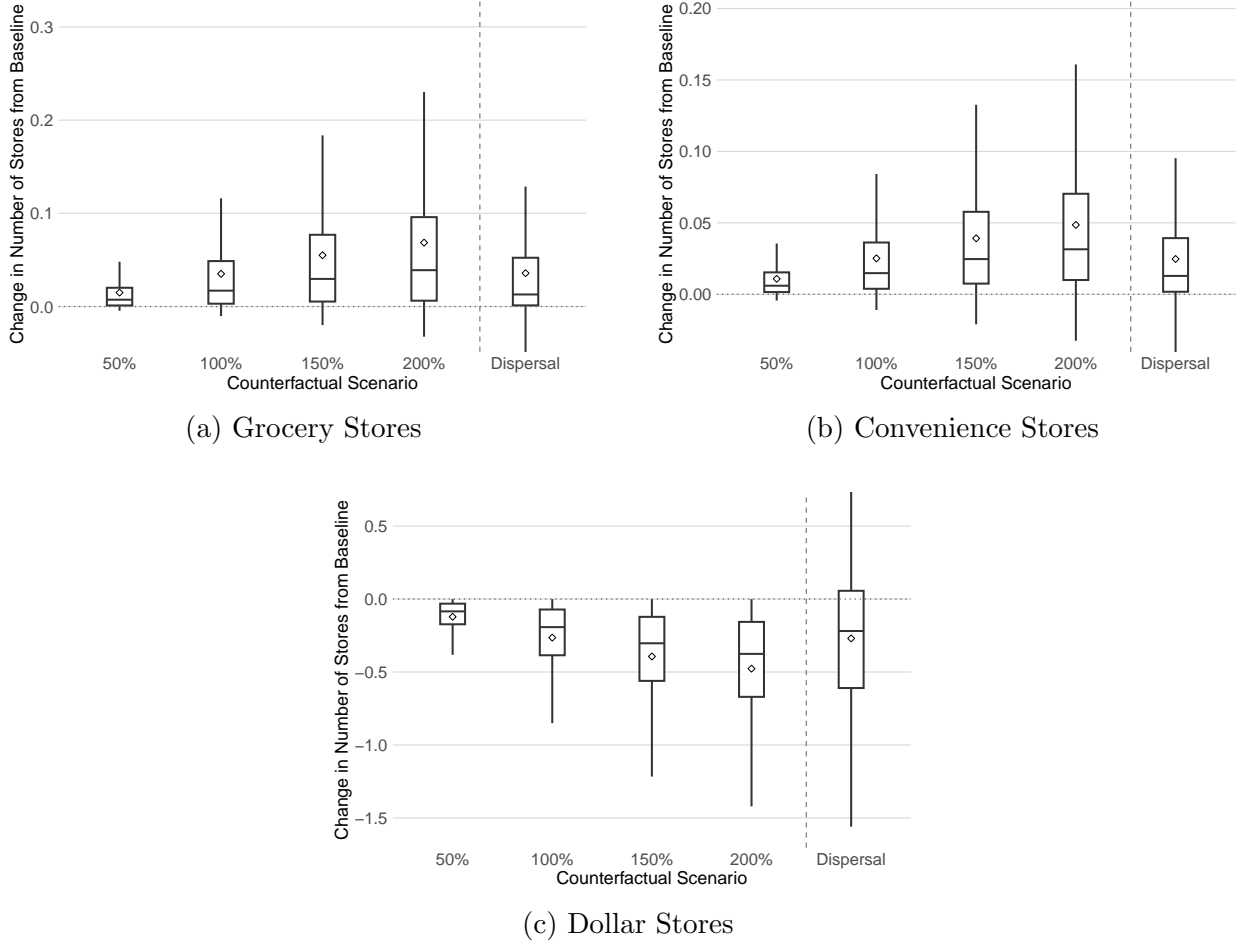 Change in Number of Stores from Baseline
0.3
0.2
0.1
0.0
50% 100% 150% 200% Dispersal
Counterfactual Scenario
(a) Grocery Stores
Change in Number of Stores from Baseline
0.20
0.15
0.10
0.05
0.00
50% 100% 150% 200% Dispersal
Counterfactual Scenario
(b) Convenience Stores
Change in Number of Stores from Baseline
0.5
0.0
−0.5
−1.0
−1.5
50% 100% 150% 200% Dispersal
Counterfactual Scenario
(c) Dollar Stores